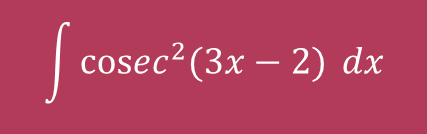 ∫ cosec²(3x − 2) dx